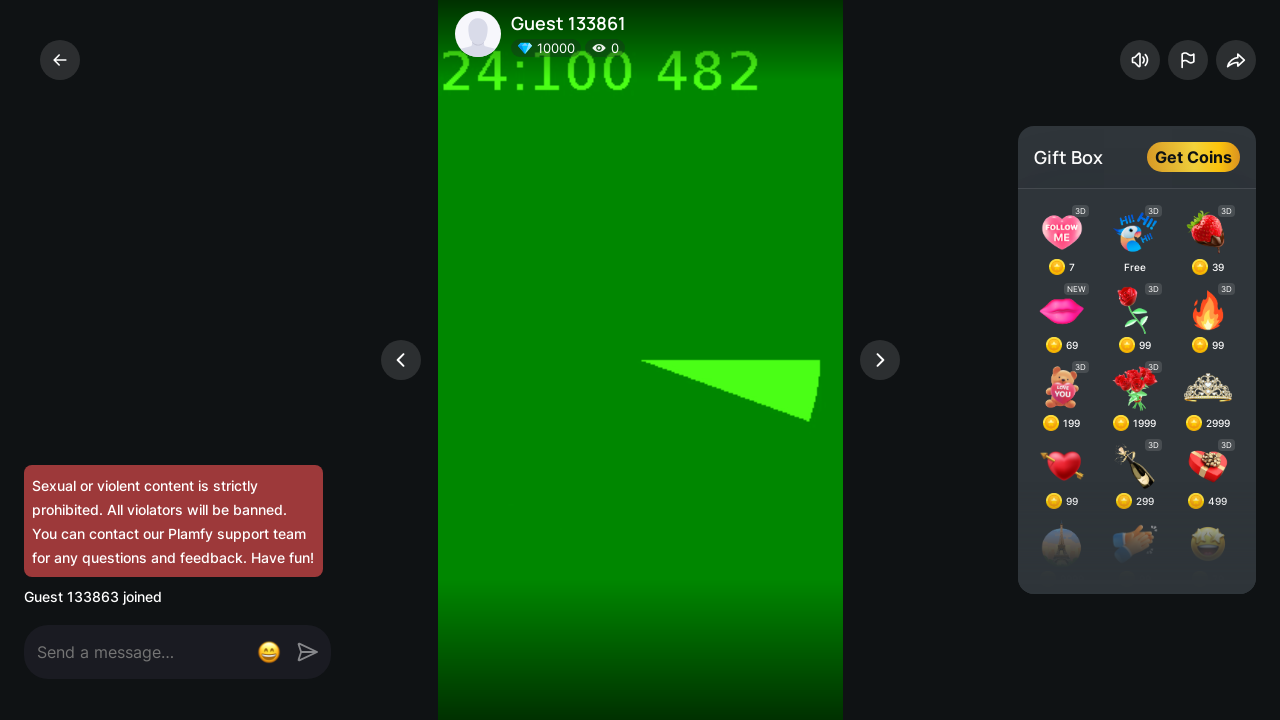 Guest 133861
10000 0
24:100 482
Gift Box
Get Coins
3D 3D 3D
FOLLOW ME
Hi! Hi! Hi!
7 Free 39
NEW 3D 3D
69 99 99
3D 3D
LOVE YOU
199 1999 2999
3D 3D
99 299 499
Sexual or violent content is strictly
prohibited. All violators will be banned.
You can contact our Plamfy support team
for any questions and feedback. Have fun!
Guest 133863 joined
Send a message...